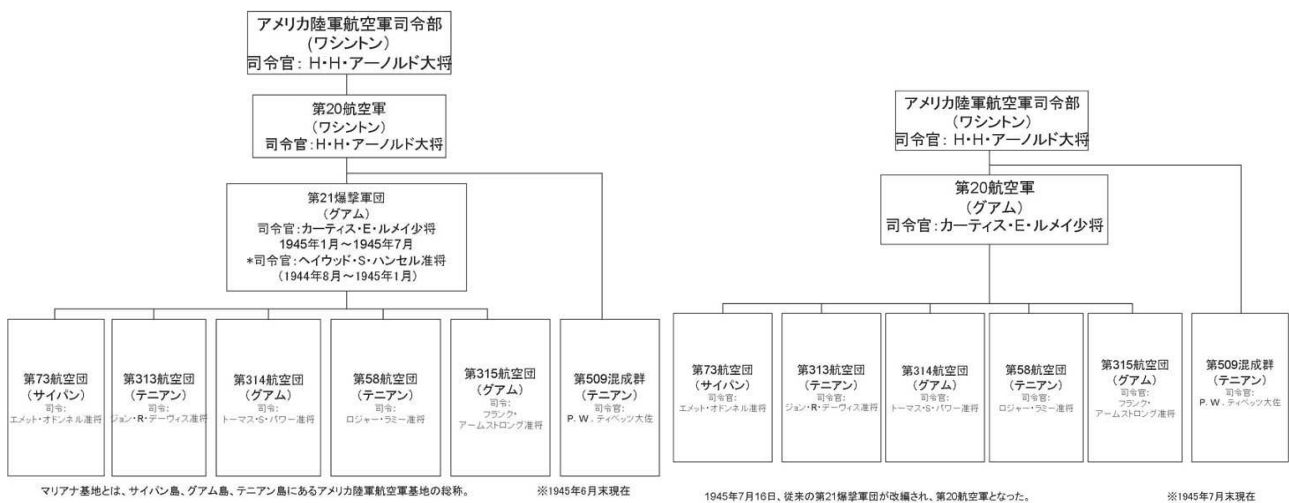 アメリカ陸軍航空軍司令部
(ワシントン)
司令官：H・H・アーノルド大将
第20航空軍
(ワシントン)
司令官：H・H・アーノルド大将
第21爆撃軍団
(グアム)
司令官：カーティス・E・ルメイ少将
1945年1月～1945年7月
*司令官：ヘイウッド・S・ハンセル准将
(1944年8月～1945年1月)
第73航空団
(サイパン)
司令:
エメット・オドンネル准将
第313航空団
(テニアン)
司令:
ジョン・R・デーヴィス准将
第314航空団
(グアム)
司令:
トーマス・S・パワー准将
第58航空団
(テニアン)
司令:
ロジャー・ラミー准将
第315航空団
(グアム)
司令:
フランク・
アームストロング准将
第509混成群
(テニアン)
司令官:
P. W. ティベッツ大佐
マリアナ基地とは、サイパン島、グアム島、テニアン島にあるアメリカ陸軍航空軍基地の総称。
※1945年6月末現在
アメリカ陸軍航空軍司令部
(ワシントン)
司令官：H・H・アーノルド大将
第20航空軍
(グアム)
司令官：カーティス・E・ルメイ少将
第73航空団
(サイパン)
司令官:
エメット・オドンネル准将
第313航空団
(テニアン)
司令官:
ジョン・R・デーヴィス准将
第314航空団
(グアム)
司令官:
トーマス・S・パワー准将
第58航空団
(テニアン)
司令官:
ロジャー・ラミー准将
第315航空団
(グアム)
司令官:
フランク・
アームストロング准将
第509混成群
(テニアン)
司令官:
P. W. ティベッツ大佐
1945年7月16日、従来の第21爆撃軍団が改編され、第20航空軍となった。
※1945年7月末現在